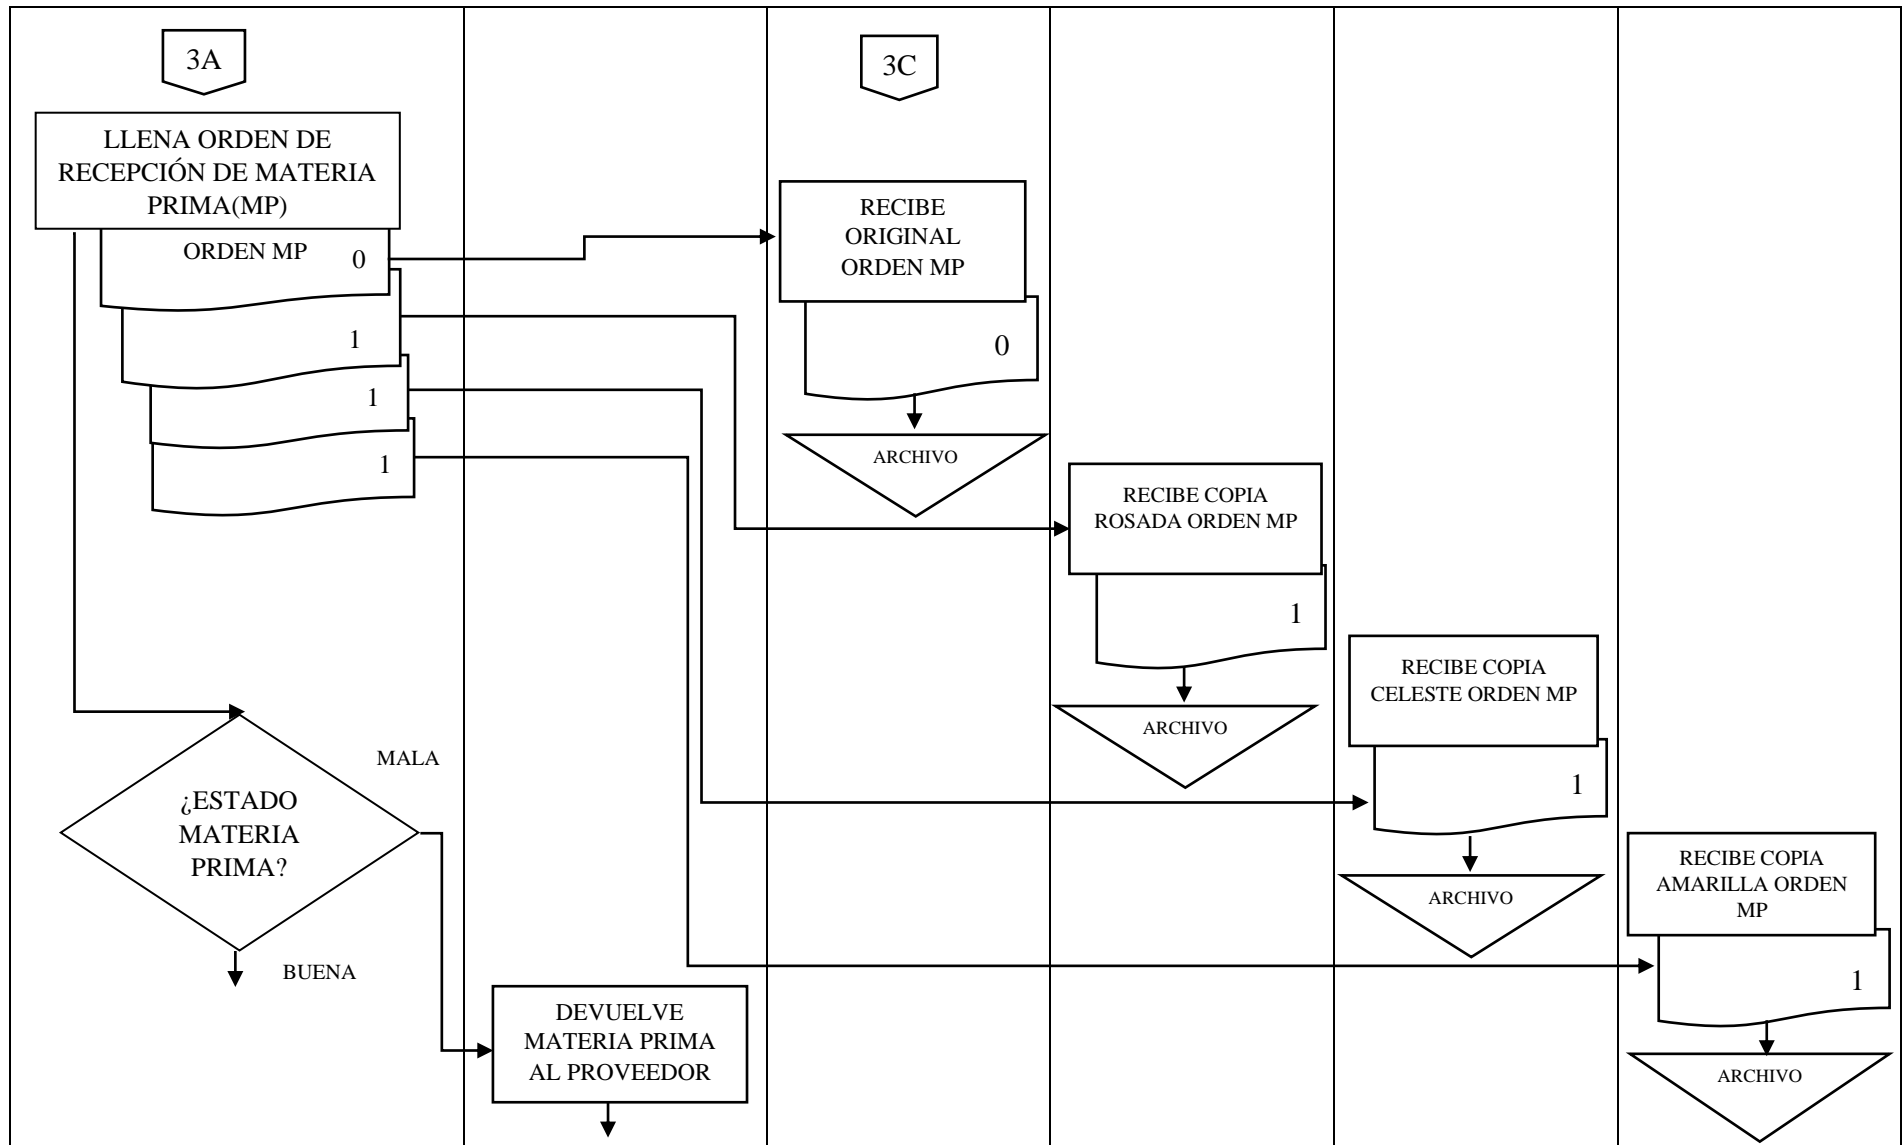 3A
LLENA ORDEN DE
RECEPCIÓN DE MATERIA
PRIMA(MP)
ORDEN MP
0
1
1
1
¿ESTADO
MATERIA
PRIMA?
MALA
BUENA
DEVUELVE
MATERIA PRIMA
AL PROVEEDOR
3C
RECIBE
ORIGINAL
ORDEN MP
0
ARCHIVO
RECIBE COPIA
ROSADA ORDEN MP
1
ARCHIVO
RECIBE COPIA
CELESTE ORDEN MP
1
ARCHIVO
RECIBE COPIA
AMARILLA ORDEN
MP
1
ARCHIVO